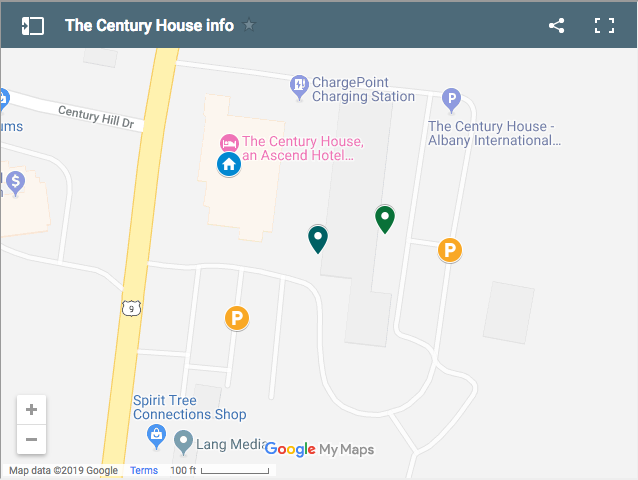 The Century House info
ChargePoint
Charging Station
P
The Century House -
Albany International...
Century Hill Dr
ums
The Century House,
an Ascend Hotel...
$
P
9
P
+
−
Spirit Tree
Connections Shop
Lang Media
Google My Maps
Map data ©2019 Google Terms 100 ft